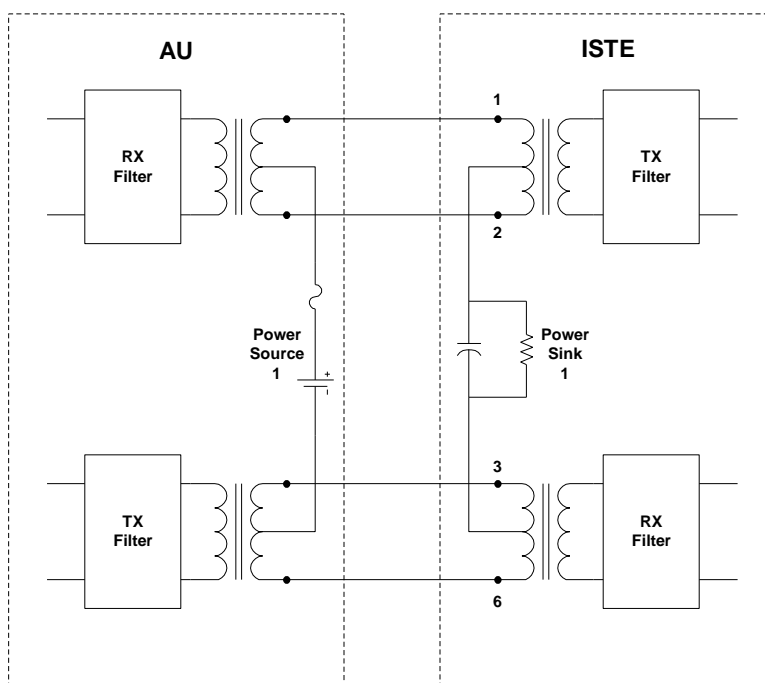 AU
ISTE
RX
Filter
1
2
TX
Filter
Power
Source
1
+
-
Power
Sink
1
TX
Filter
3
6
RX
Filter